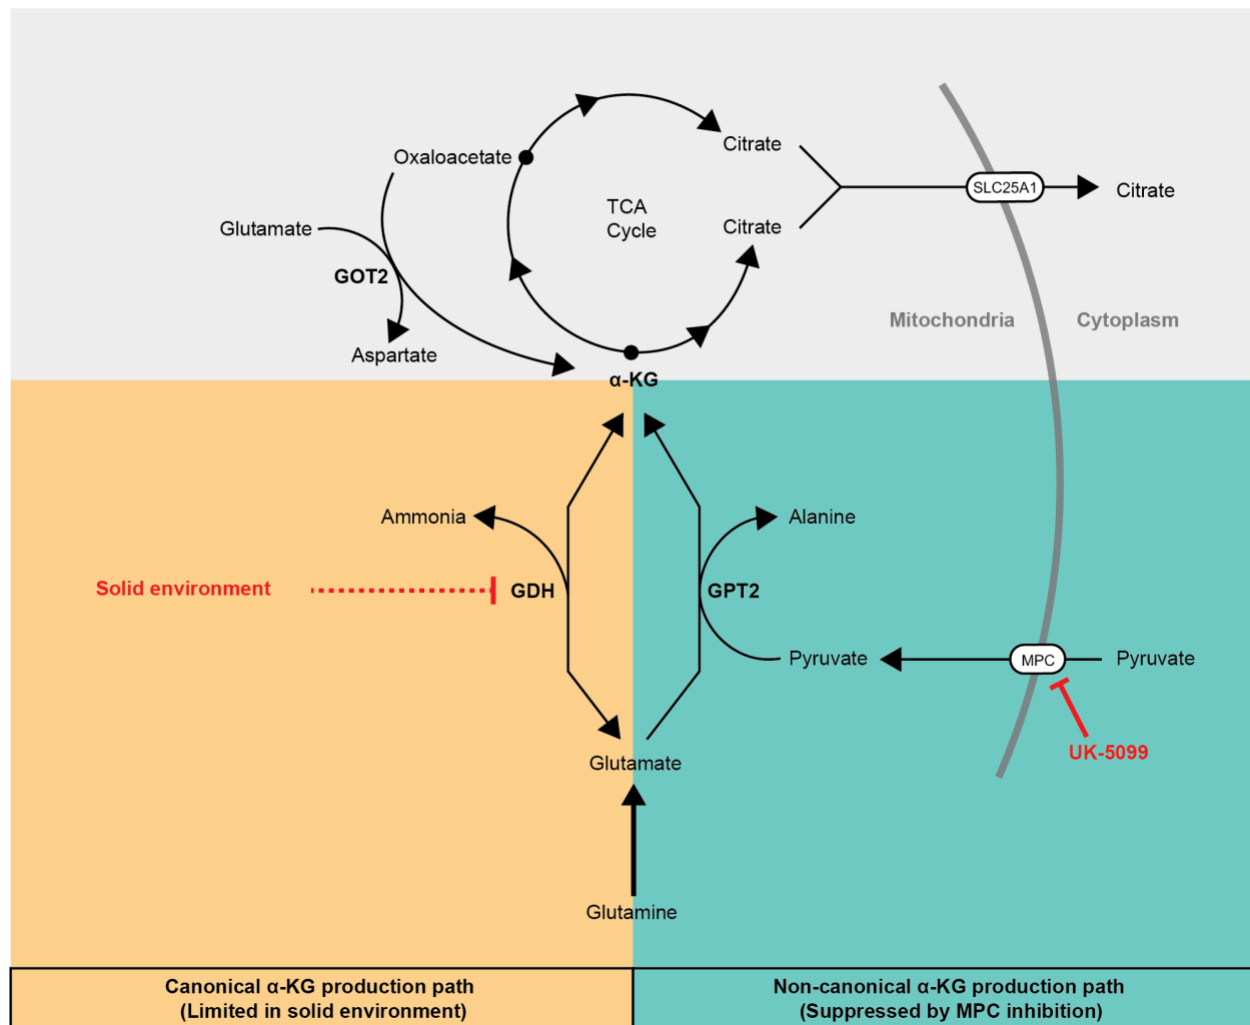 Citrate
Oxaloacetate
SLC25A1
Citrate
TCA
Cycle
Citrate
Glutamate
GOT2
Mitochondria
Cytoplasm
Aspartate
α-KG
Ammonia
Alanine
Solid environment
GDH
GPT2
Pyruvate
MPC
Pyruvate
UK-5099
Glutamate
Glutamine
Canonical α-KG production path
(Limited in solid environment)
Non-canonical α-KG production path
(Suppressed by MPC inhibition)